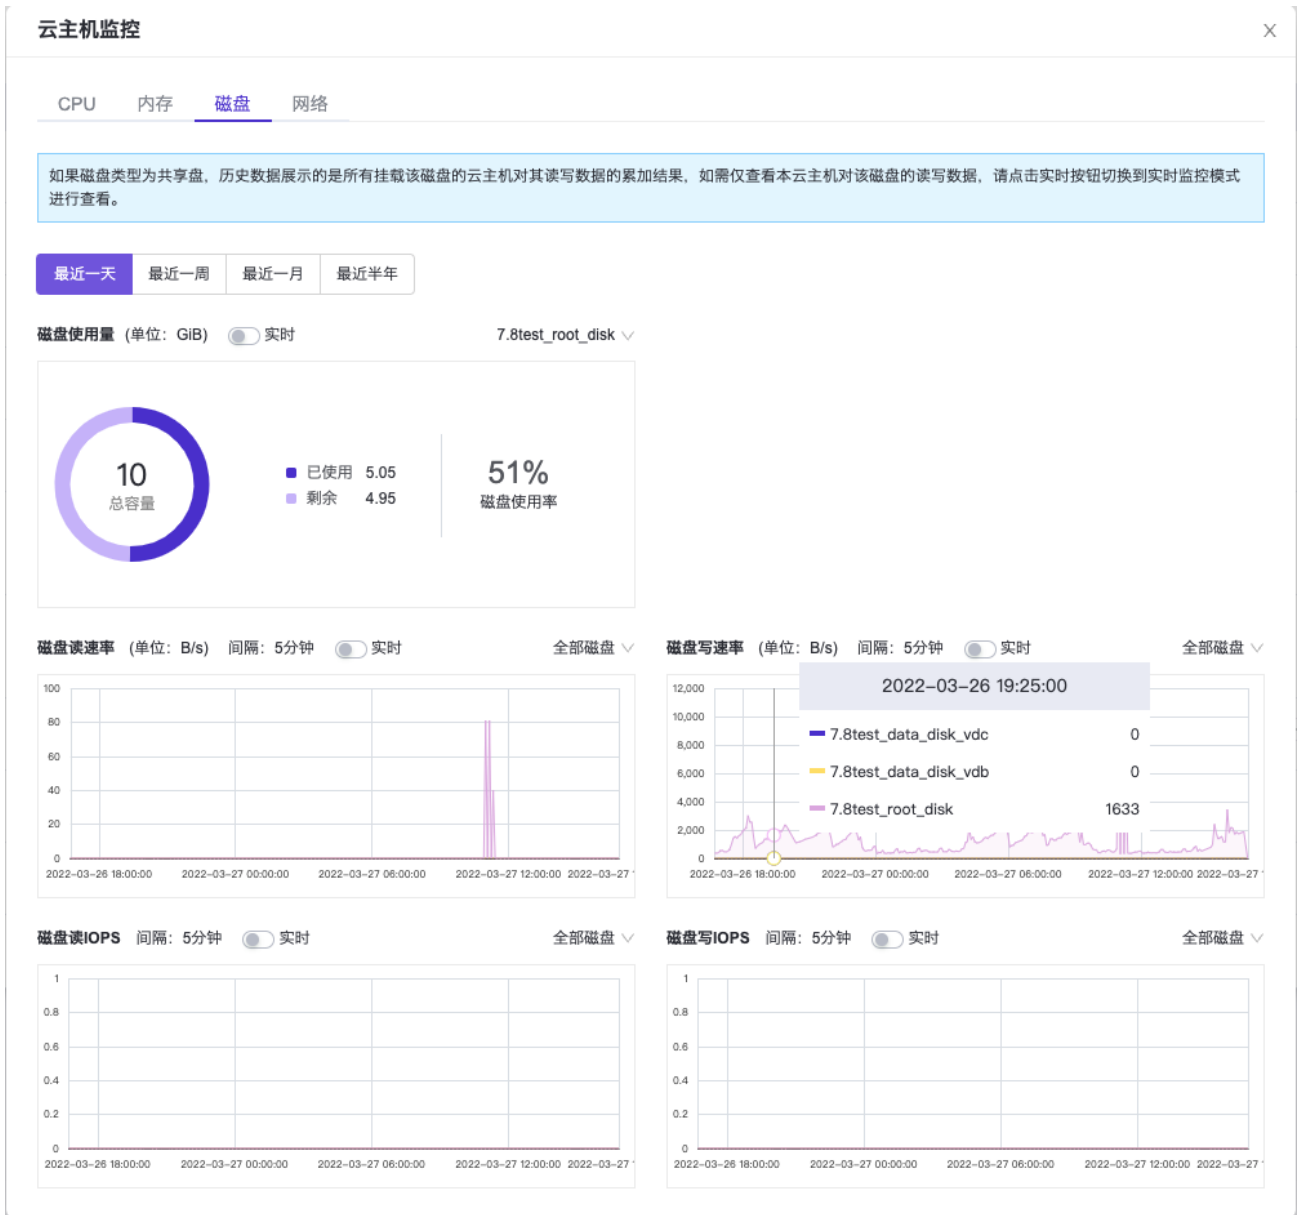 云主机监控
X
CPU 内存 磁盘 网络
如果磁盘类型为共享盘，历史数据展示的是所有挂载该磁盘的云主机对其读写数据的累加结果，如需仅查看本云主机对该磁盘的读写数据，请点击实时按钮切换到实时监控模式
进行查看。
最近一天 最近一周 最近一月 最近半年
磁盘使用量 (单位：GiB) 实时 7.8test_root_disk
10
总容量
已使用 5.05
剩余 4.95
51%
磁盘使用率
磁盘读速率 (单位：B/s) 间隔：5分钟 实时 全部磁盘
100
80
60
40
20
0
2022-03-26 18:00:00 2022-03-27 00:00:00 2022-03-27 06:00:00 2022-03-27 12:00:00 2022-03-27
磁盘写速率 (单位：B/s) 间隔：5分钟 实时 全部磁盘
12,000
10,000
8,000
6,000
4,000
2,000
0
2022-03-26 19:25:00
7.8test_data_disk_vdc 0
7.8test_data_disk_vdb 0
7.8test_root_disk 1633
2022-03-26 18:00:00 2022-03-27 00:00:00 2022-03-27 06:00:00 2022-03-27 12:00:00 2022-03-27
磁盘读IOPS 间隔：5分钟 实时 全部磁盘
1
0.8
0.6
0.4
0.2
0
2022-03-26 18:00:00 2022-03-27 00:00:00 2022-03-27 06:00:00 2022-03-27 12:00:00 2022-03-27
磁盘写IOPS 间隔：5分钟 实时 全部磁盘
1
0.8
0.6
0.4
0.2
0
2022-03-26 18:00:00 2022-03-27 00:00:00 2022-03-27 06:00:00 2022-03-27 12:00:00 2022-03-27